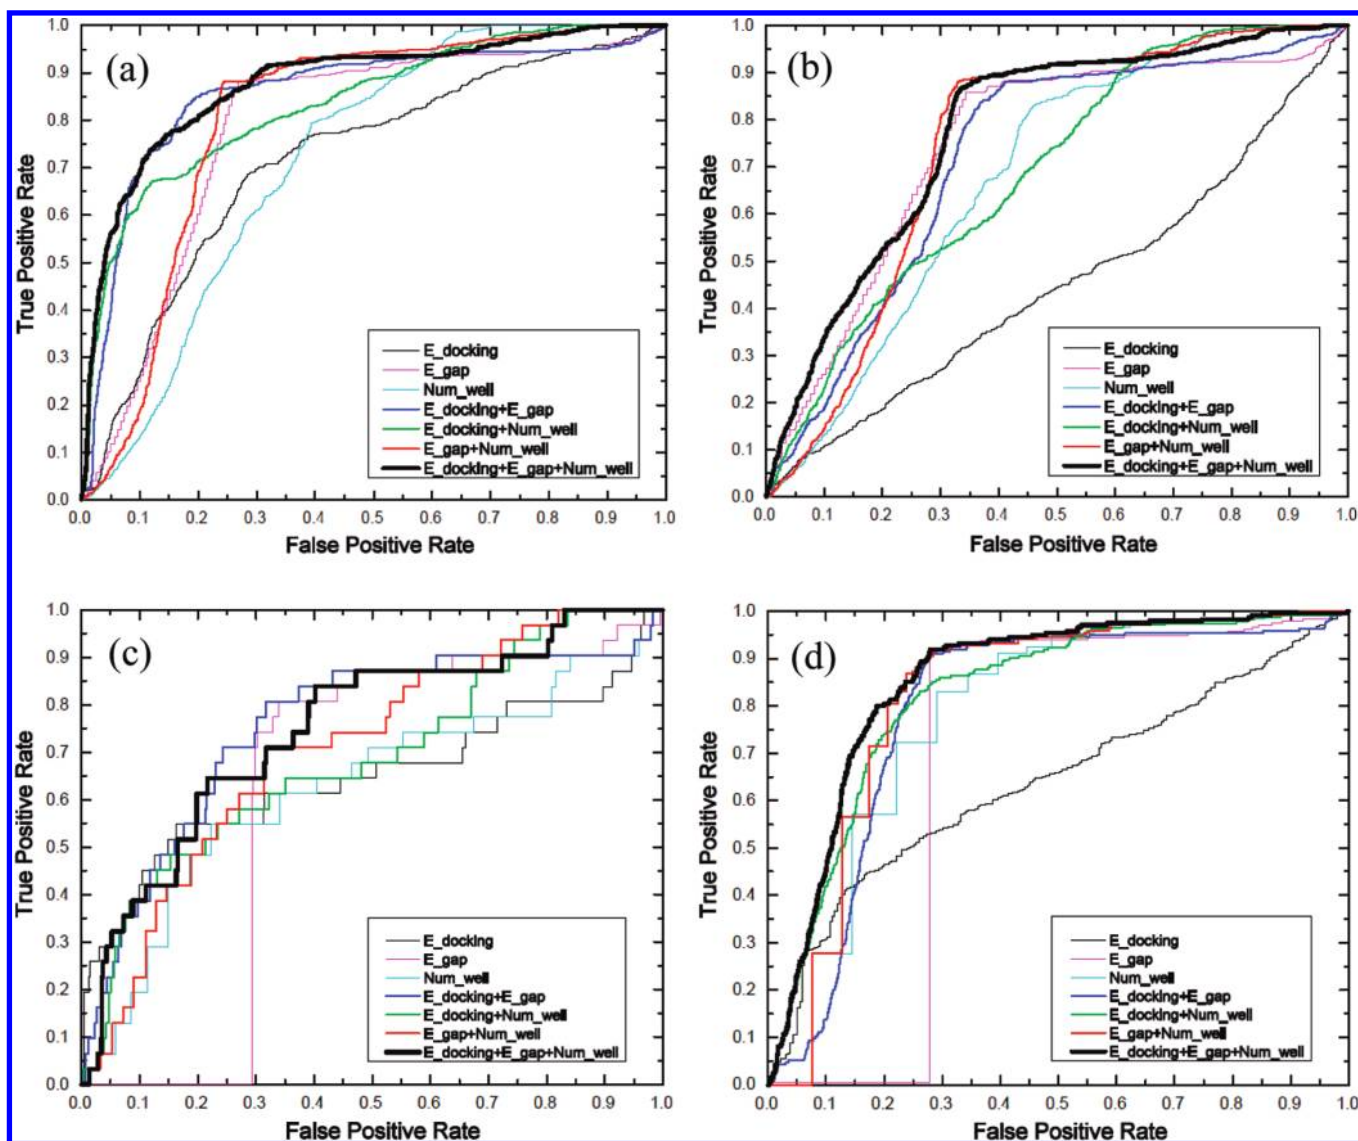 (a)
True Positive Rate
1.0
0.9
0.8
0.7
0.6
0.5
0.4
0.3
0.2
0.1
0.0
E_docking
E_gap
Num_well
E_docking+E_gap
E_docking+Num_well
E_gap+Num_well
E_docking+E_gap+Num_well
0.0 0.1 0.2 0.3 0.4 0.5 0.6 0.7 0.8 0.9 1.0
False Positive Rate
(b)
True Positive Rate
1.0
0.9
0.8
0.7
0.6
0.5
0.4
0.3
0.2
0.1
0.0
E_docking
E_gap
Num_well
E_docking+E_gap
E_docking+Num_well
E_gap+Num_well
E_docking+E_gap+Num_well
0.0 0.1 0.2 0.3 0.4 0.5 0.6 0.7 0.8 0.9 1.0
False Positive Rate
(c)
True Positive Rate
1.0
0.9
0.8
0.7
0.6
0.5
0.4
0.3
0.2
0.1
0.0
E_docking
E_gap
Num_well
E_docking+E_gap
E_docking+Num_well
E_gap+Num_well
E_docking+E_gap+Num_well
0.0 0.1 0.2 0.3 0.4 0.5 0.6 0.7 0.8 0.9 1.0
False Positive Rate
(d)
True Positive Rate
1.0
0.9
0.8
0.7
0.6
0.5
0.4
0.3
0.2
0.1
0.0
E_docking
E_gap
Num_well
E_docking+E_gap
E_docking+Num_well
E_gap+Num_well
E_docking+E_gap+Num_well
0.0 0.1 0.2 0.3 0.4 0.5 0.6 0.7 0.8 0.9 1.0
False Positive Rate